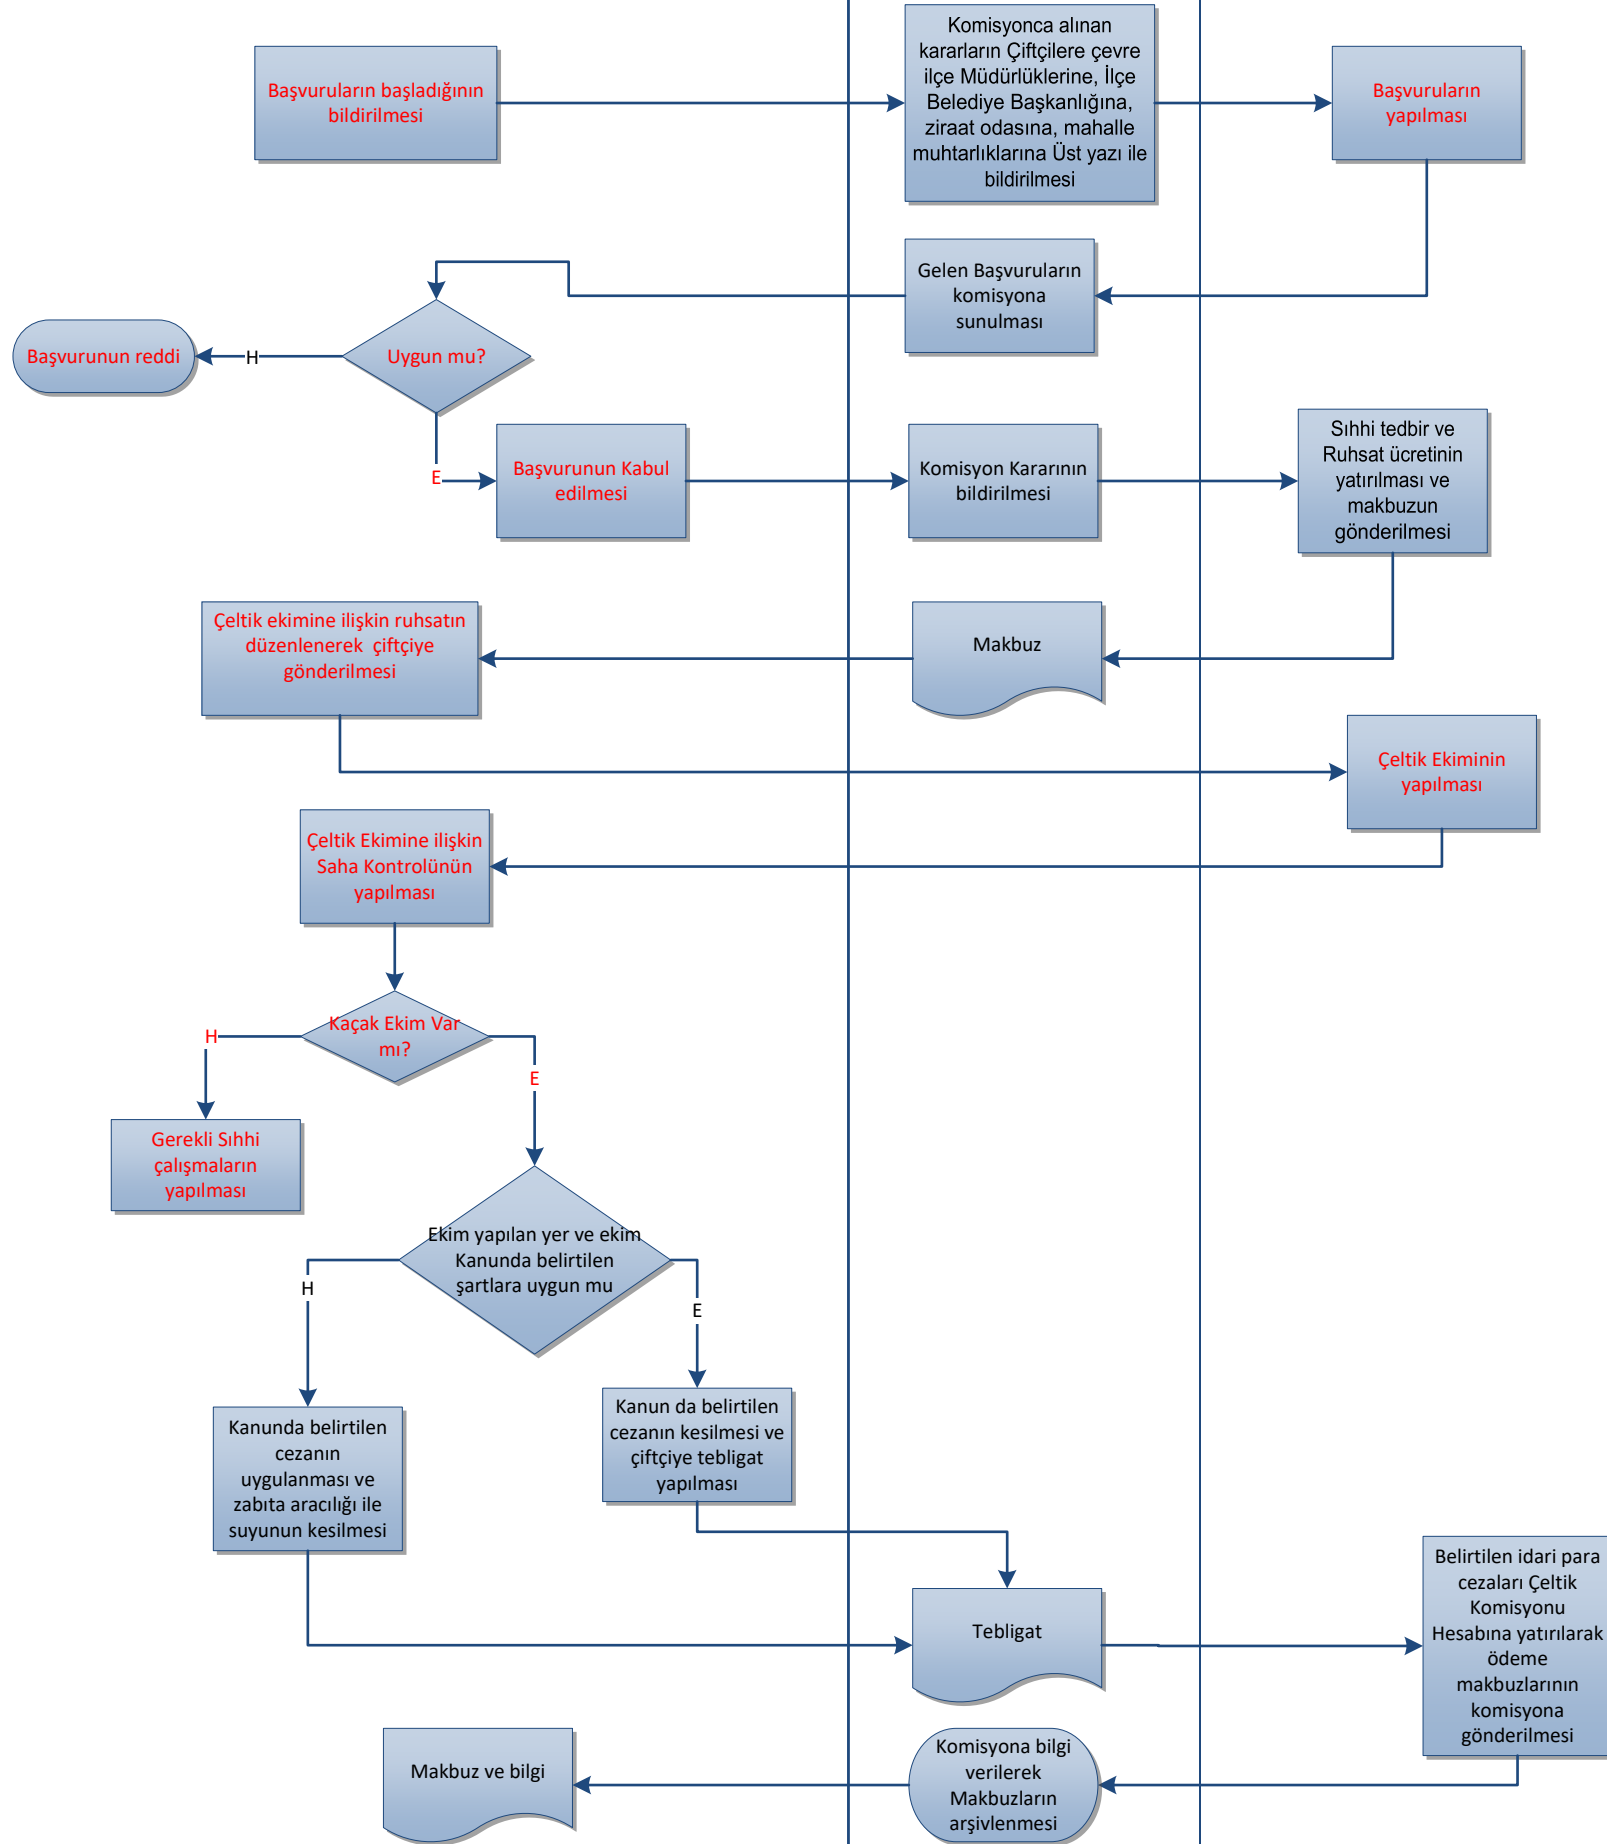 Başvuruların başladığının
bildirilmesi
Komisyonca alınan
kararların Çiftçilere çevre
ilçe Müdürlüklerine, İlçe
Belediye Başkanlığına,
ziraat odasına, mahalle
muhtarlıklarına Üst yazı ile
bildirilmesi
Başvuruların
yapılması
Gelen Başvuruların
komisyona
sunulması
Uygun mu?
H
Başvurunun reddi
E
Başvurunun Kabul
edilmesi
Komisyon Kararının
bildirilmesi
Sıhhi tedbir ve
Ruhsat ücretinin
yatırılması ve
makbuzun
gönderilmesi
Makbuz
Çeltik ekimine ilişkin ruhsatın
düzenlenerek  çiftçiye
gönderilmesi
Çeltik Ekiminin
yapılması
Çeltik Ekimine ilişkin
Saha Kontrolünün
yapılması
Kaçak Ekim Var
mı?
H
E
Gerekli Sıhhi
çalışmaların
yapılması
Ekim yapılan yer ve ekim
Kanunda belirtilen
şartlara uygun mu
H
E
Kanunda belirtilen
cezanın
uygulanması ve
zabıta aracılığı ile
suyunun kesilmesi
Kanun da belirtilen
cezanın kesilmesi ve
çiftçiye tebligat
yapılması
Tebligat
Belirtilen idari para
cezaları Çeltik
Komisyonu
Hesabına yatırılarak
ödeme
makbuzlarının
komisyona
gönderilmesi
Komisyona bilgi
verilerek
Makbuzların
arşivlenmesi
Makbuz ve bilgi